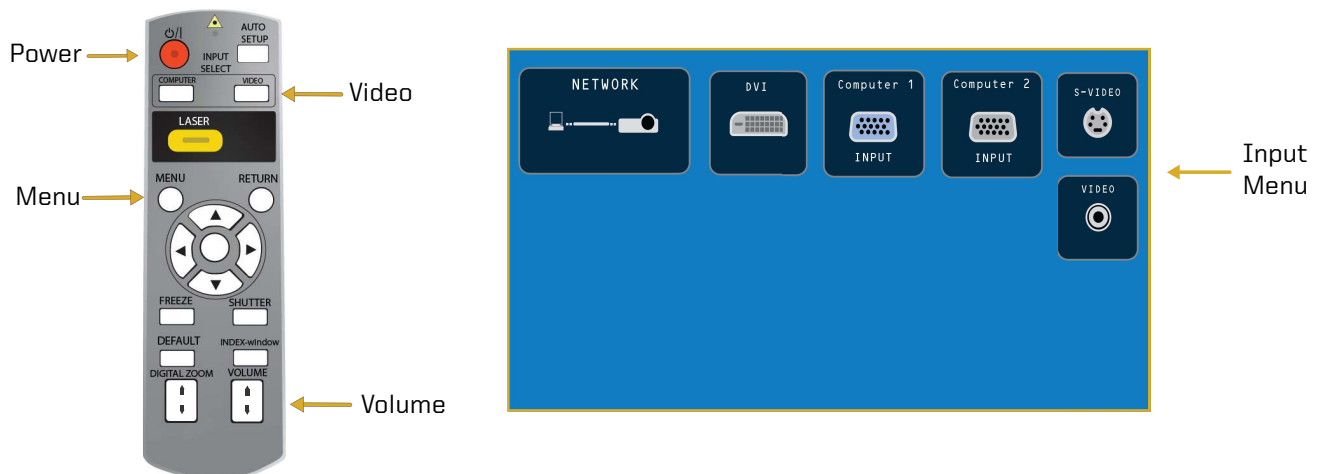 Power
⏻/I
AUTO
SETUP
INPUT
SELECT
COMPUTER
VIDEO
Video
LASER
MENU
RETURN
Menu
FREEZE
SHUTTER
DEFAULT
INDEX-window
DIGITAL ZOOM
VOLUME
Volume
NETWORK
DVI
Computer 1
INPUT
Computer 2
INPUT
S-VIDEO
VIDEO
Input
Menu